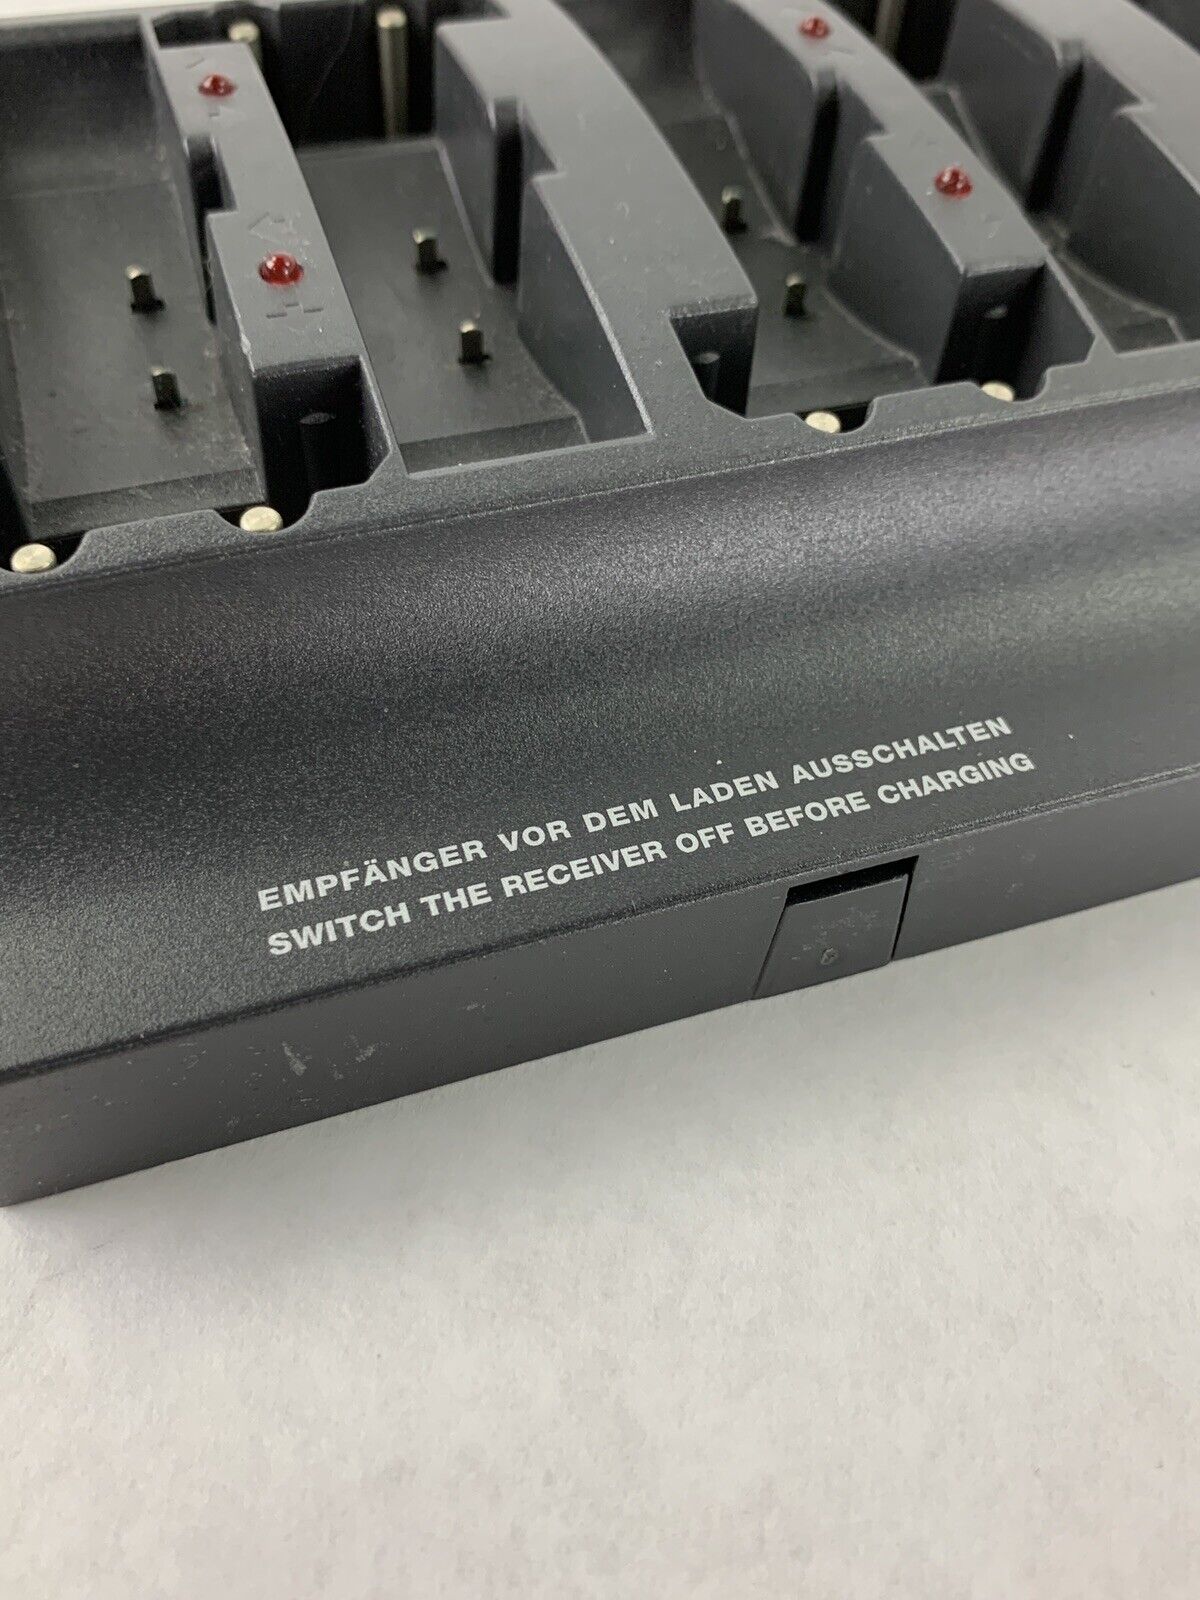 EMPFÄNGER VOR DEM LADEN AUSSCHALTEN
SWITCH THE RECEIVER OFF BEFORE CHARGING